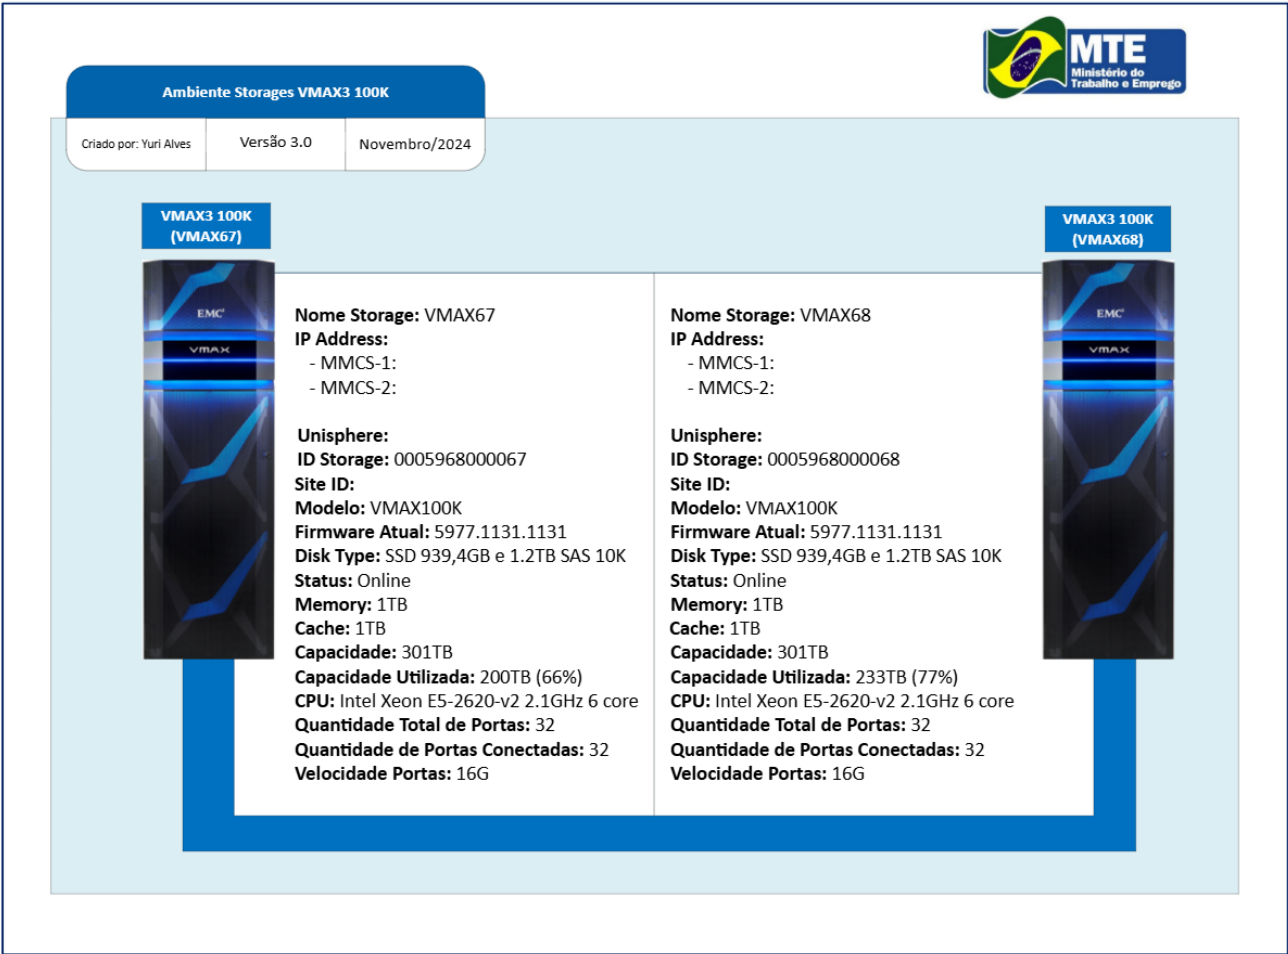 MTE
Ministério do
Trabalho e Emprego
Ambiente Storages VMAX3 100K
Criado por: Yuri Alves
Versão 3.0
Novembro/2024
VMAX3 100K
(VMAX67)
EMC²
VMAX
Nome Storage: VMAX67
IP Address:
- MMCS-1:
- MMCS-2:
Unisphere:
ID Storage: 0005968000067
Site ID:
Modelo: VMAX100K
Firmware Atual: 5977.1131.1131
Disk Type: SSD 939,4GB e 1.2TB SAS 10K
Status: Online
Memory: 1TB
Cache: 1TB
Capacidade: 301TB
Capacidade Utilizada: 200TB (66%)
CPU: Intel Xeon E5-2620-v2 2.1GHz 6 core
Quantidade Total de Portas: 32
Quantidade de Portas Conectadas: 32
Velocidade Portas: 16G
Nome Storage: VMAX68
IP Address:
- MMCS-1:
- MMCS-2:
Unisphere:
ID Storage: 0005968000068
Site ID:
Modelo: VMAX100K
Firmware Atual: 5977.1131.1131
Disk Type: SSD 939,4GB e 1.2TB SAS 10K
Status: Online
Memory: 1TB
Cache: 1TB
Capacidade: 301TB
Capacidade Utilizada: 233TB (77%)
CPU: Intel Xeon E5-2620-v2 2.1GHz 6 core
Quantidade Total de Portas: 32
Quantidade de Portas Conectadas: 32
Velocidade Portas: 16G
VMAX3 100K
(VMAX68)
EMC²
VMAX